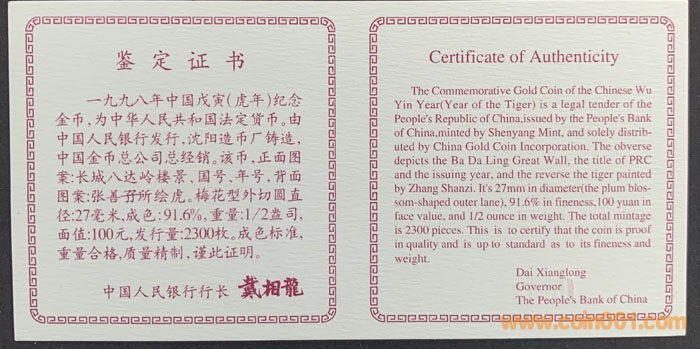 鉴定证书
一九九八年中国戊寅(虎年)纪念
金币,为中华人民共和国法定货币。由
中国人民银行发行,沈阳造币厂铸造,
中国金币总公司总经销。该币,正面图
案:长城八达岭楼景、国号、年号,背面
图案:张善孖所绘虎。梅花型外切圆直
径:27毫米,成色:91.6%,重量:1/2盎司,
面值:100元,发行量:2300枚。成色标准,
重量合格,质量精制,谨此证明。
中国人民银行行长 戴相龍
Certificate of Authenticity
The Commemorative Gold Coin of the Chinese Wu
Yin Year(Year of the Tiger) is a legal tender of the
People's Republic of China,issued by the People's Bank
of China,minted by Shenyang Mint, and solely distrib-
uted by China Gold Coin Incorporation. The obverse
depicts the Ba Da Ling Great Wall, the title of PRC
and the issuing year, and the reverse the tiger painted
by Zhang Shanzi. It's 27mm in diameter(the plum blos-
som-shaped outer lane), 91.6% in fineness,100 yuan in
face value, and 1/2 ounce in weight. The total mintage
is 2300 pieces. This is to certify that the coin is proof
in quality and is up to standard as to its fineness and
weight.
Dai Xianglong
Governor
The People's Bank of China
www.coin001.com